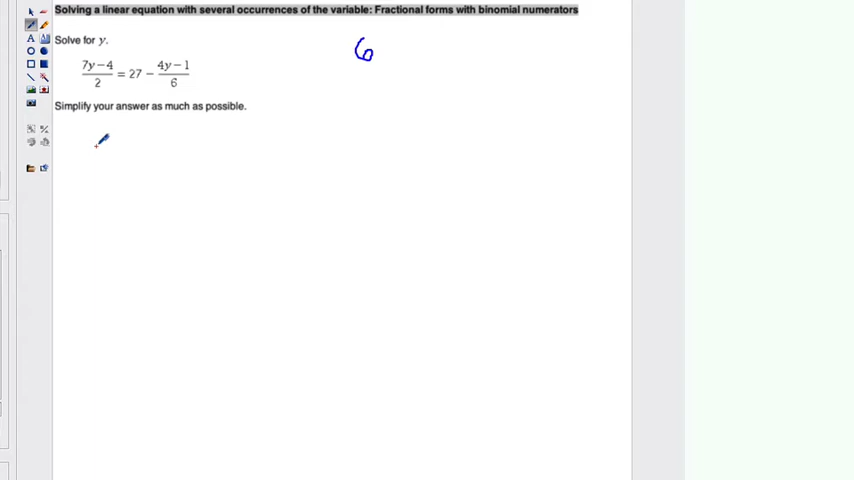 Solving a linear equation with several occurrences of the variable: Fractional forms with binomial numerators
Solve for y.
6
7y−4/2 = 27 − 4y−1/6
Simplify your answer as much as possible.